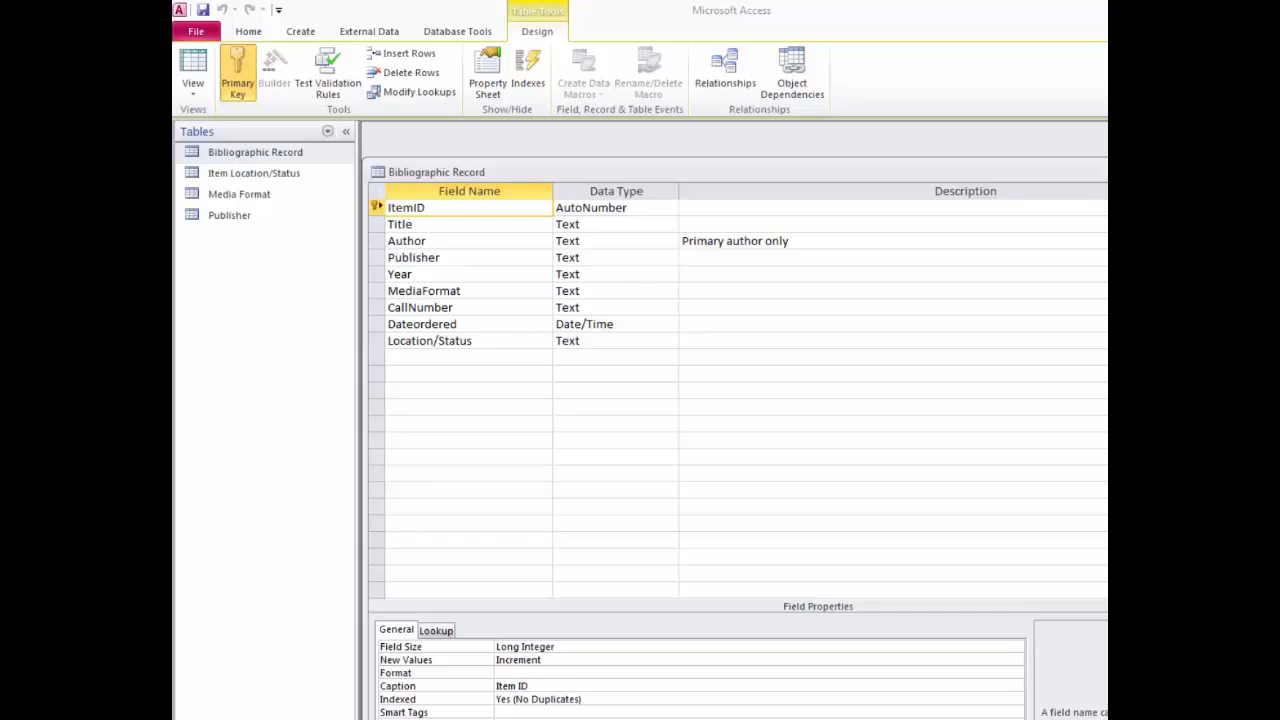 Table Tools
Microsoft Access
File Home Create External Data Database Tools Design
View
Primary Key
Builder
Test Validation Rules
Insert Rows
Delete Rows
Modify Lookups
Property Sheet
Indexes
Create Data Macros
Rename/Delete Macro
Relationships
Object Dependencies
Views Tools Show/Hide Field, Record & Table Events Relationships
Tables
Bibliographic Record
Item Location/Status
Media Format
Publisher
Bibliographic Record
Field Name Data Type Description
ItemID AutoNumber
Title Text
Author Text Primary author only
Publisher Text
Year Text
MediaFormat Text
CallNumber Text
Dateordered Date/Time
Location/Status Text
Field Properties
General Lookup
Field Size Long Integer
New Values Increment
Format
Caption Item ID
Indexed Yes (No Duplicates)
Smart Tags
A field name ca